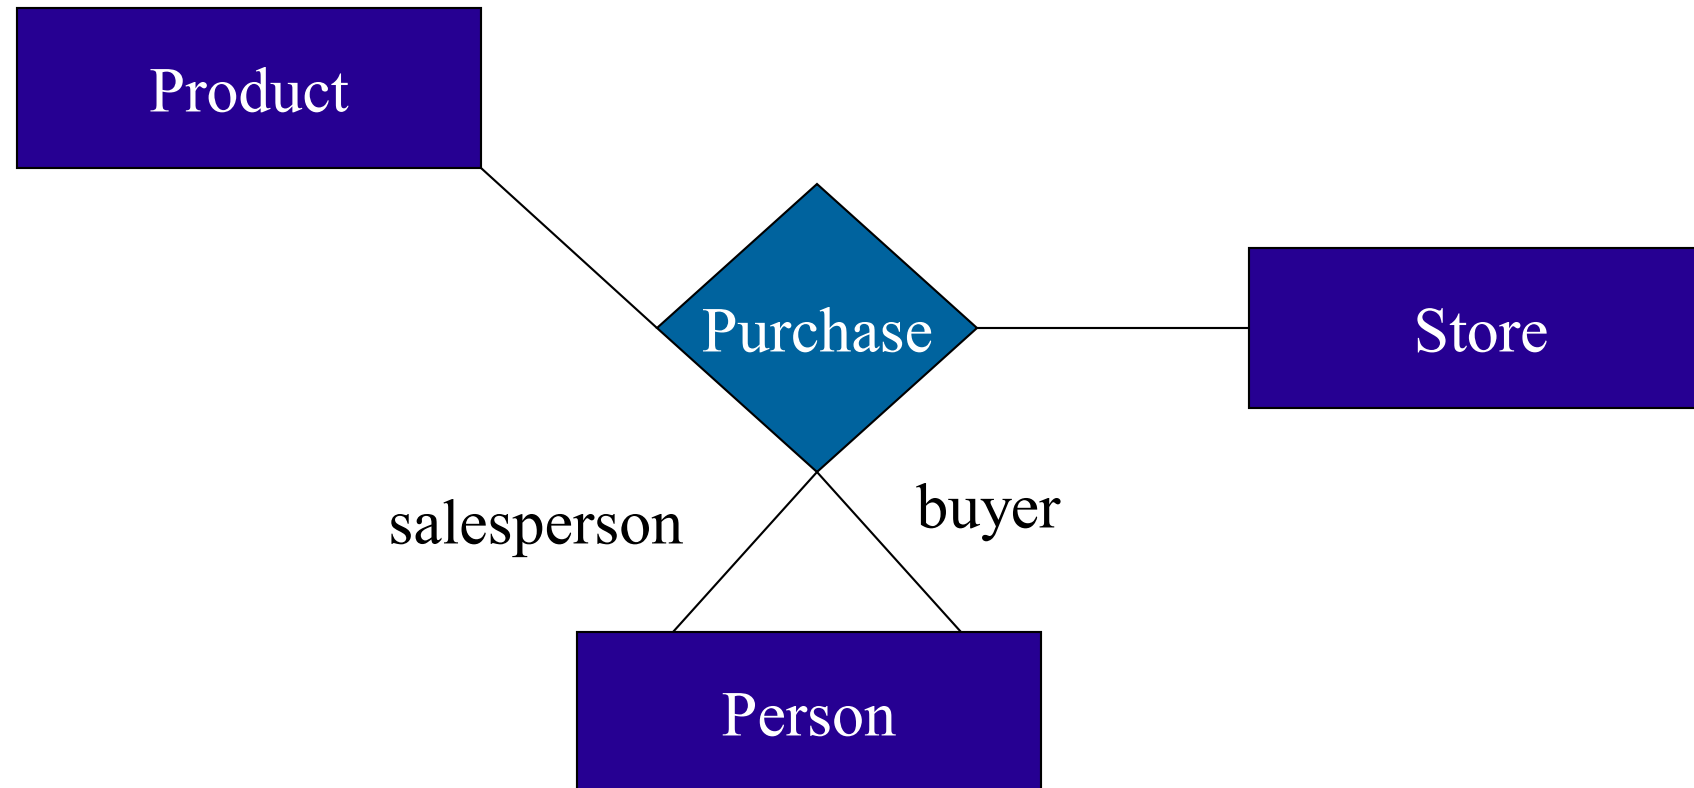 Product
Purchase
Store
salesperson
buyer
Person